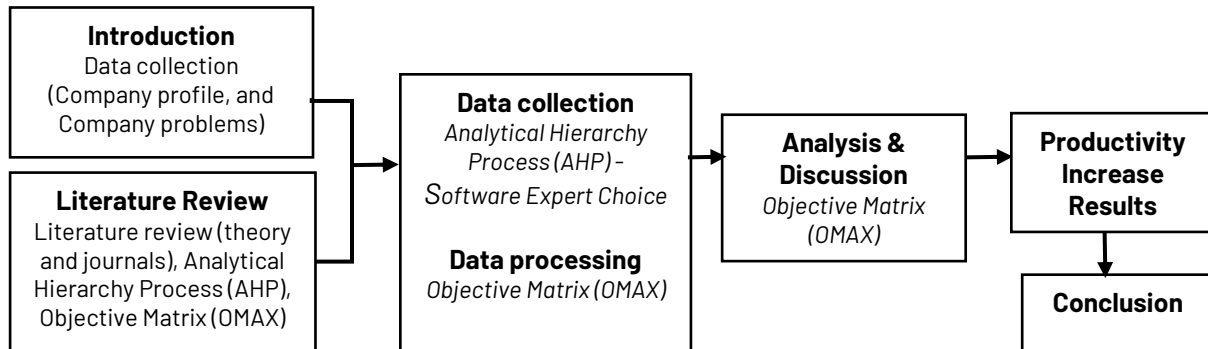 Introduction
Data collection
(Company profile, and
Company problems)
Literature Review
Literature review (theory
and journals), Analytical
Hierarchy Process (AHP),
Objective Matrix (OMAX)
Data collection
Analytical Hierarchy
Process (AHP) -
Software Expert Choice
Data processing
Objective Matrix (OMAX)
Analysis &
Discussion
Objective Matrix
(OMAX)
Productivity
Increase
Results
Conclusion